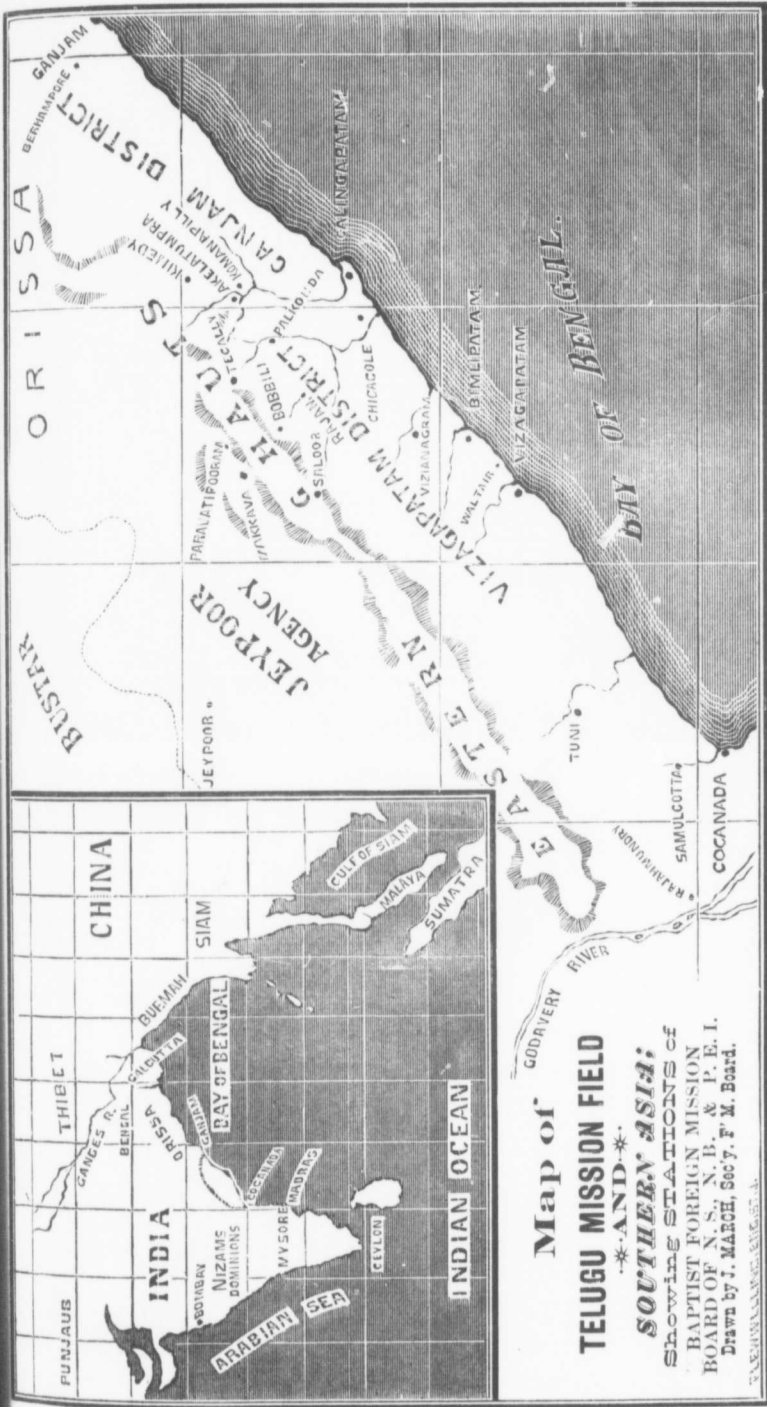 PUNJAUB
THIBET
CHINA
GANGES R.
BENGAL
CALCUTTA
BURMAH
SIAM
INDIA
ORISSA
GANJAM
BAY OF BENGAL
GULF OF SIAM
BOMBAY
NIZAMS
DOMINIONS
COCANADA
MYSORE
MADRAS
MALAYA
SUMATRA
ARABIAN SEA
CEYLON
INDIAN OCEAN
Map of
TELUGU MISSION FIELD
AND
SOUTHERN ASIA;
Showing STATIONS of
BAPTIST FOREIGN MISSION
BOARD OF N.S., N.B. & P.E.I.
Drawn by J. MARCH, Sec'y. F' M. Board.
BUSTAR
ORISSA
GANJAM
BERHAMPORE
JEYPOOR
JEYPOOR
AGENCY
EASTERN GHAUTS
CANJAM DISTRICT
KIMEDY
AKELATUMPRA
KOMANAPILLY
TECALLY
PALKONDA
CALINGAPATAM
BOBBILI
RAJAM
CHICACOLE
SALOOR
VIZAGAPATAM DISTRICT
VIZIANAGRAM
BIMLIPATAM
WALTAIR
VIZAGAPATAM
BAY OF BENGAL.
TUNI
SAMULCOTTA
RAJAHMUNDRY
COCANADA
GODAVERY RIVER